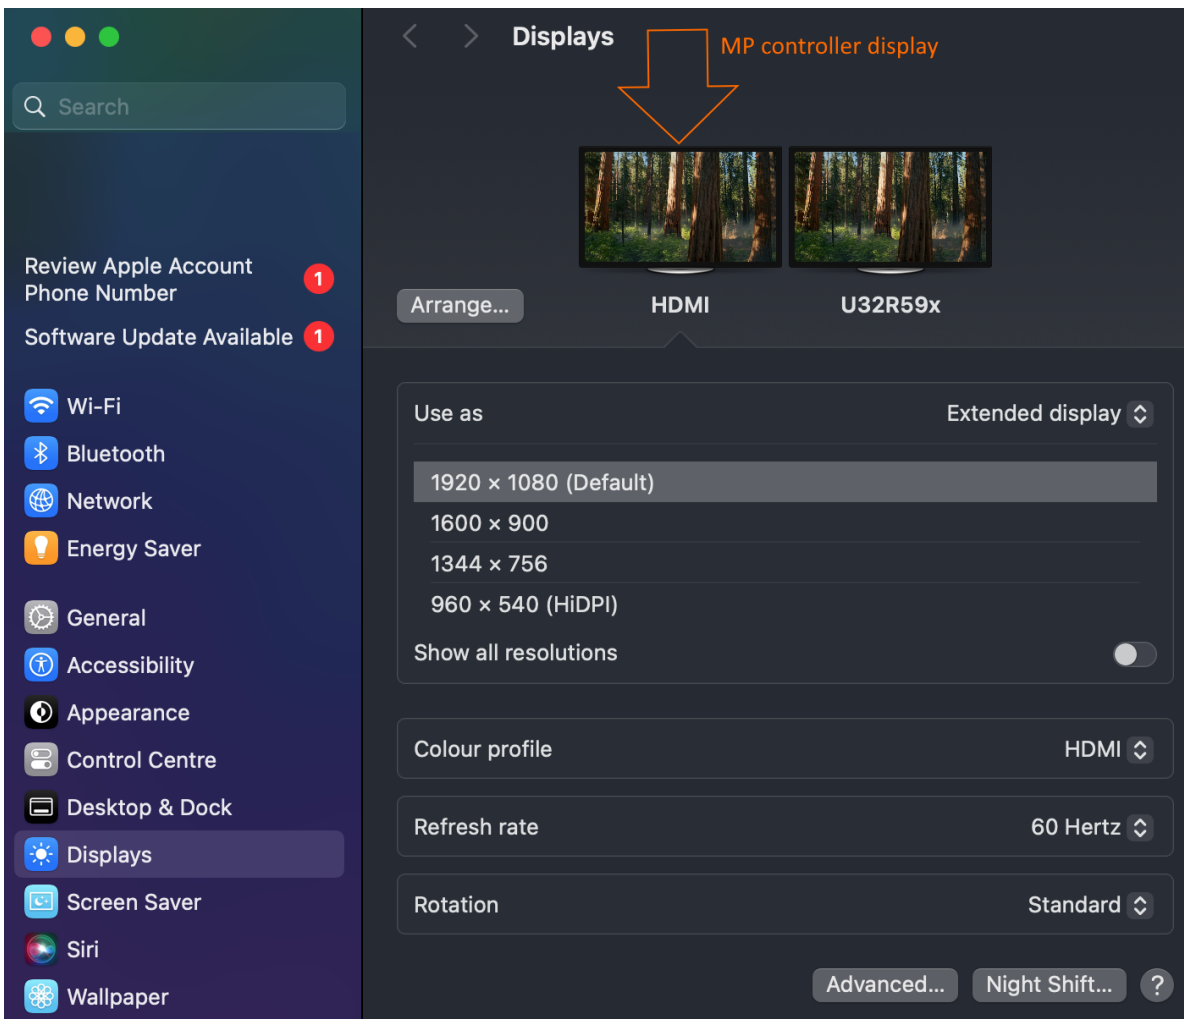 Displays
MP controller display
Search
Review Apple Account
Phone Number
1
Software Update Available
1
Arrange...
HDMI
U32R59x
Wi-Fi
Bluetooth
Network
Energy Saver
General
Accessibility
Appearance
Control Centre
Desktop & Dock
Displays
Screen Saver
Siri
Wallpaper
Use as
Extended display
1920 × 1080 (Default)
1600 × 900
1344 × 756
960 × 540 (HiDPI)
Show all resolutions
Colour profile
HDMI
Refresh rate
60 Hertz
Rotation
Standard
Advanced...
Night Shift...
?